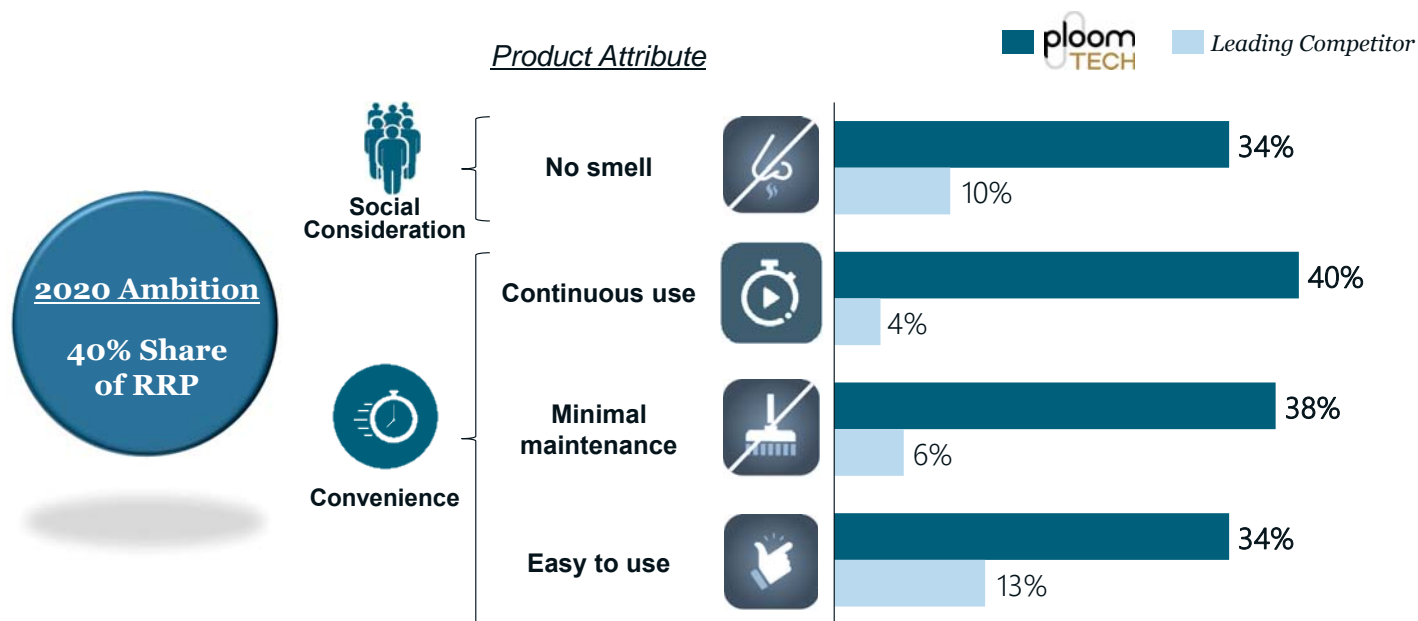 Product Attribute
ploom
TECH
Leading Competitor
Social
Consideration
No smell
34%
10%
2020 Ambition
40% Share
of RRP
Continuous use
40%
4%
Convenience
Minimal
maintenance
38%
6%
Easy to use
34%
13%